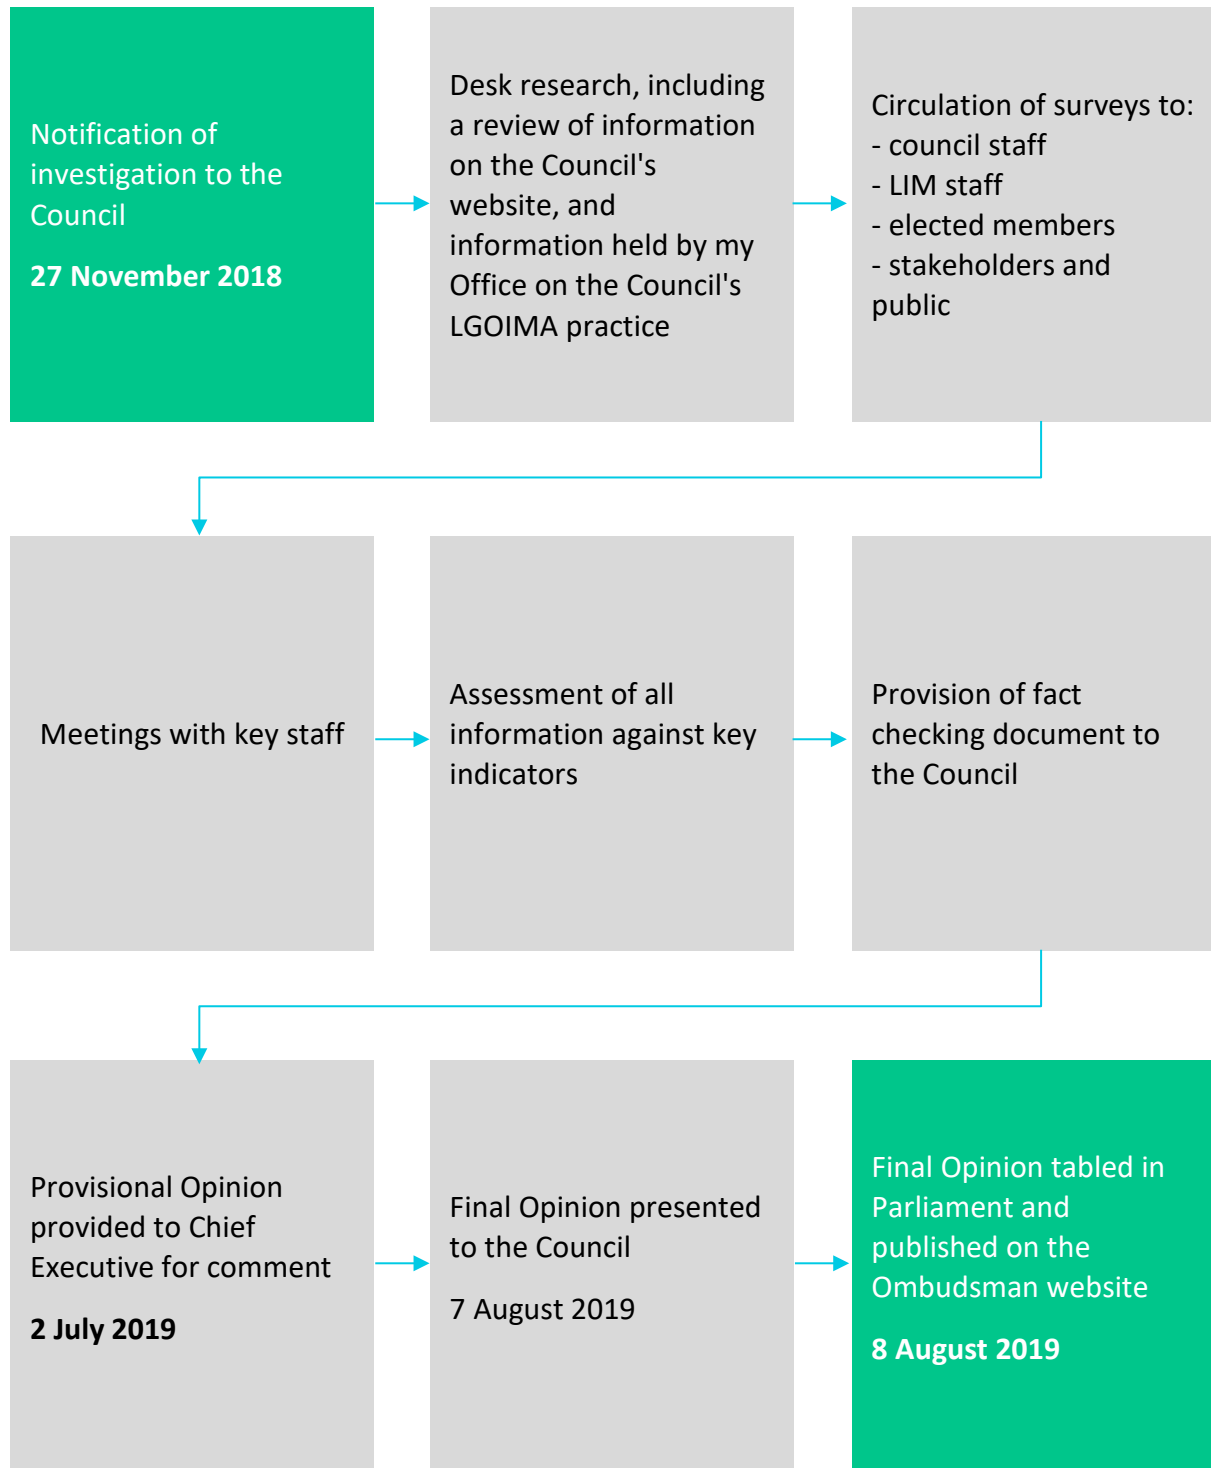 Notification of
investigation to the
Council
27 November 2018
Desk research, including
a review of information
on the Council's
website, and
information held by my
Office on the Council's
LGOIMA practice
Circulation of surveys to:
- council staff
- LIM staff
- elected members
- stakeholders and
public
Meetings with key staff
Assessment of all
information against key
indicators
Provision of fact
checking document to
the Council
Provisional Opinion
provided to Chief
Executive for comment
2 July 2019
Final Opinion presented
to the Council
7 August 2019
Final Opinion tabled in
Parliament and
published on the
Ombudsman website
8 August 2019